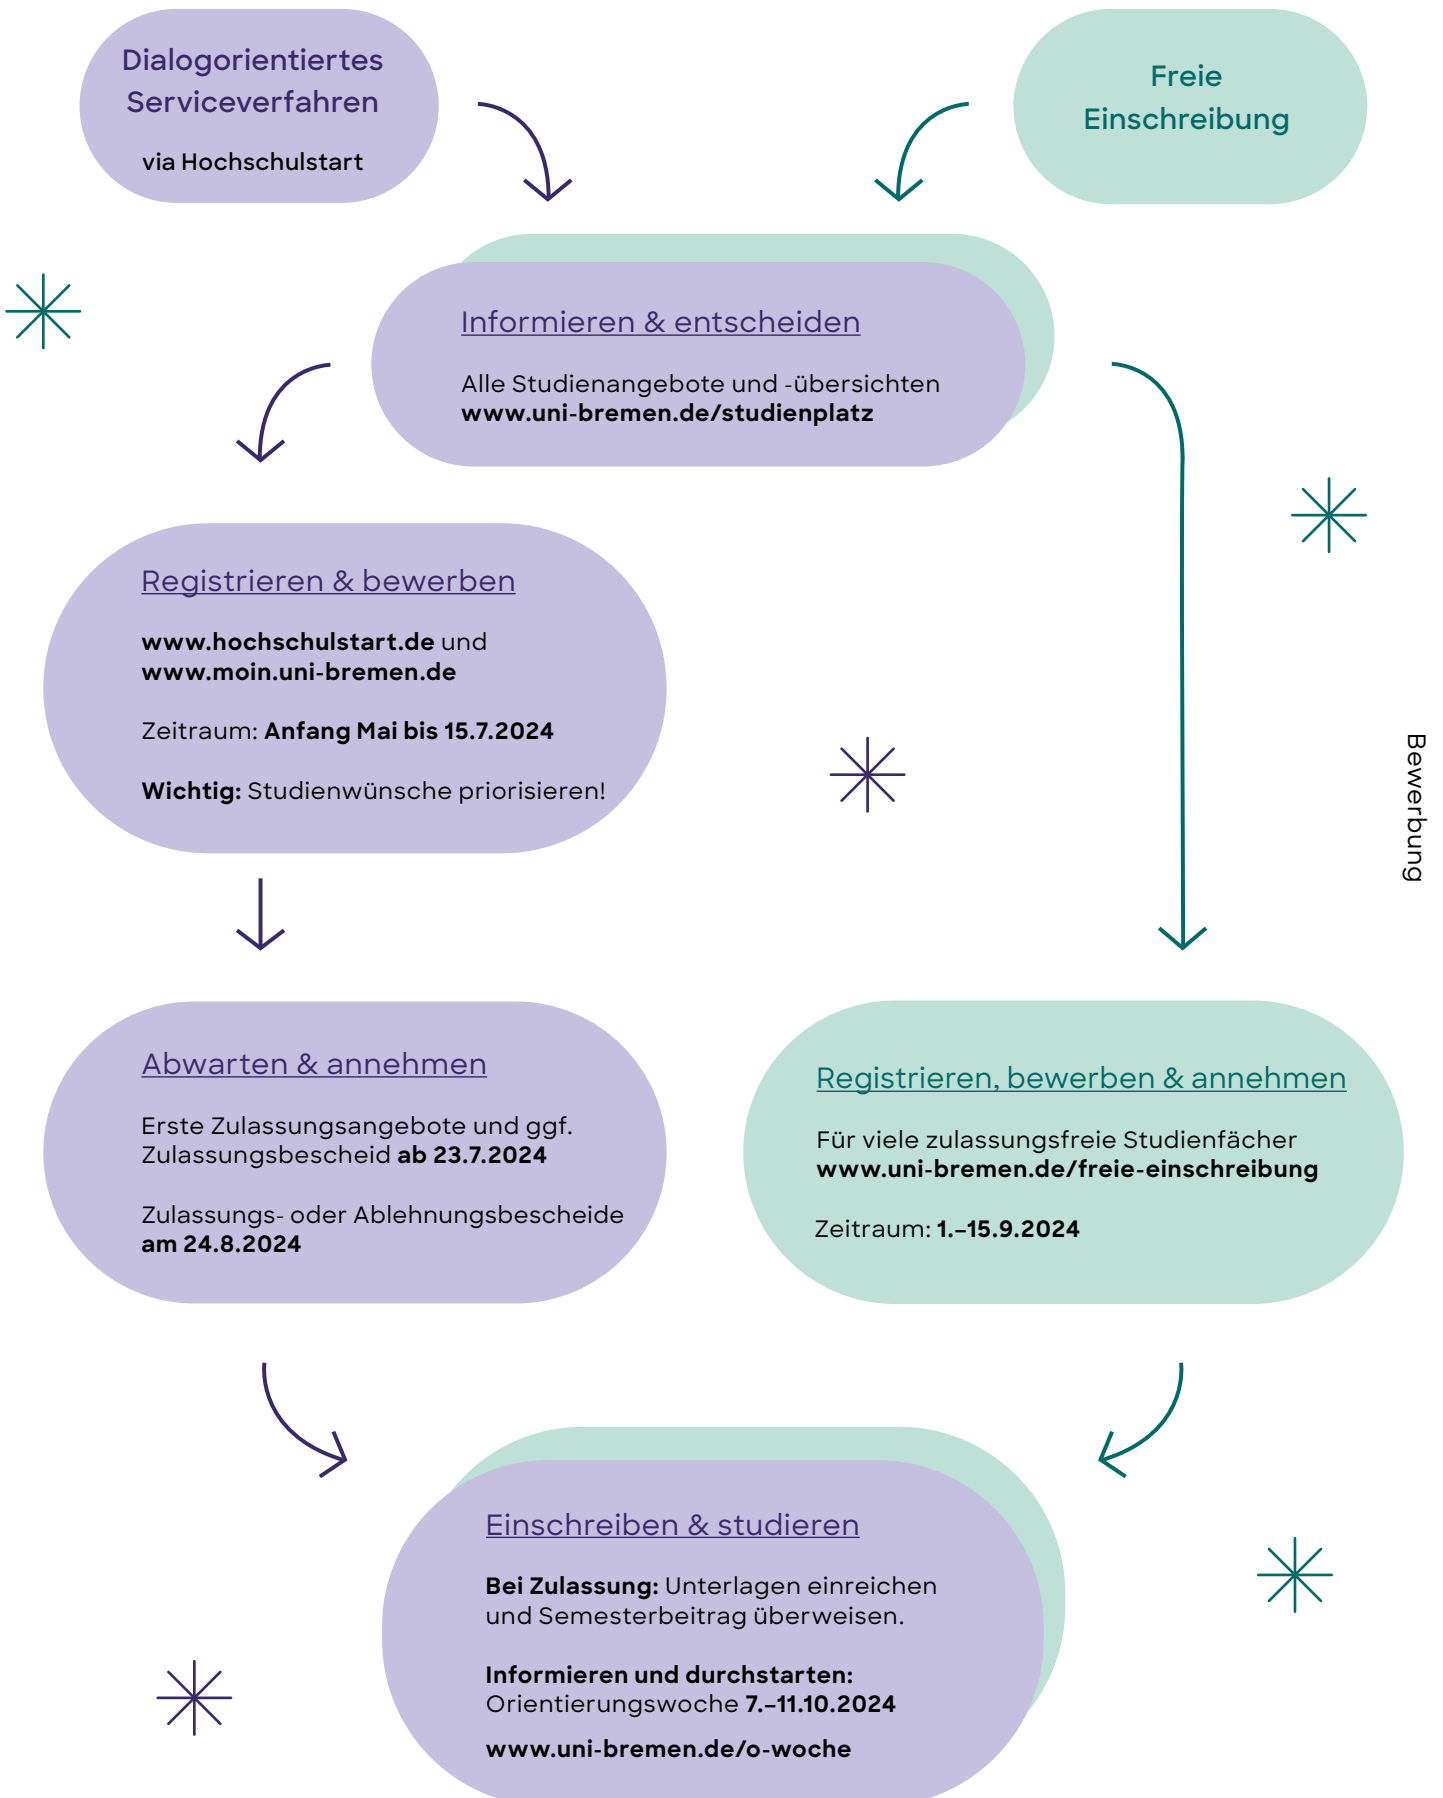 Dialogorientiertes
Serviceverfahren
via Hochschulstart
Freie
Einschreibung
Informieren & entscheiden
Alle Studienangebote und -übersichten
www.uni-bremen.de/studienplatz
Registrieren & bewerben
www.hochschulstart.de und
www.moin.uni-bremen.de
Zeitraum: Anfang Mai bis 15.7.2024
Wichtig: Studienwünsche priorisieren!
Bewerbung
Abwarten & annehmen
Erste Zulassungsangebote und ggf.
Zulassungsbescheid ab 23.7.2024
Zulassungs- oder Ablehnungsbescheide
am 24.8.2024
Registrieren, bewerben & annehmen
Für viele zulassungsfreie Studienfächer
www.uni-bremen.de/freie-einschreibung
Zeitraum: 1.–15.9.2024
Einschreiben & studieren
Bei Zulassung: Unterlagen einreichen
und Semesterbeitrag überweisen.
Informieren und durchstarten:
Orientierungswoche 7.–11.10.2024
www.uni-bremen.de/o-woche